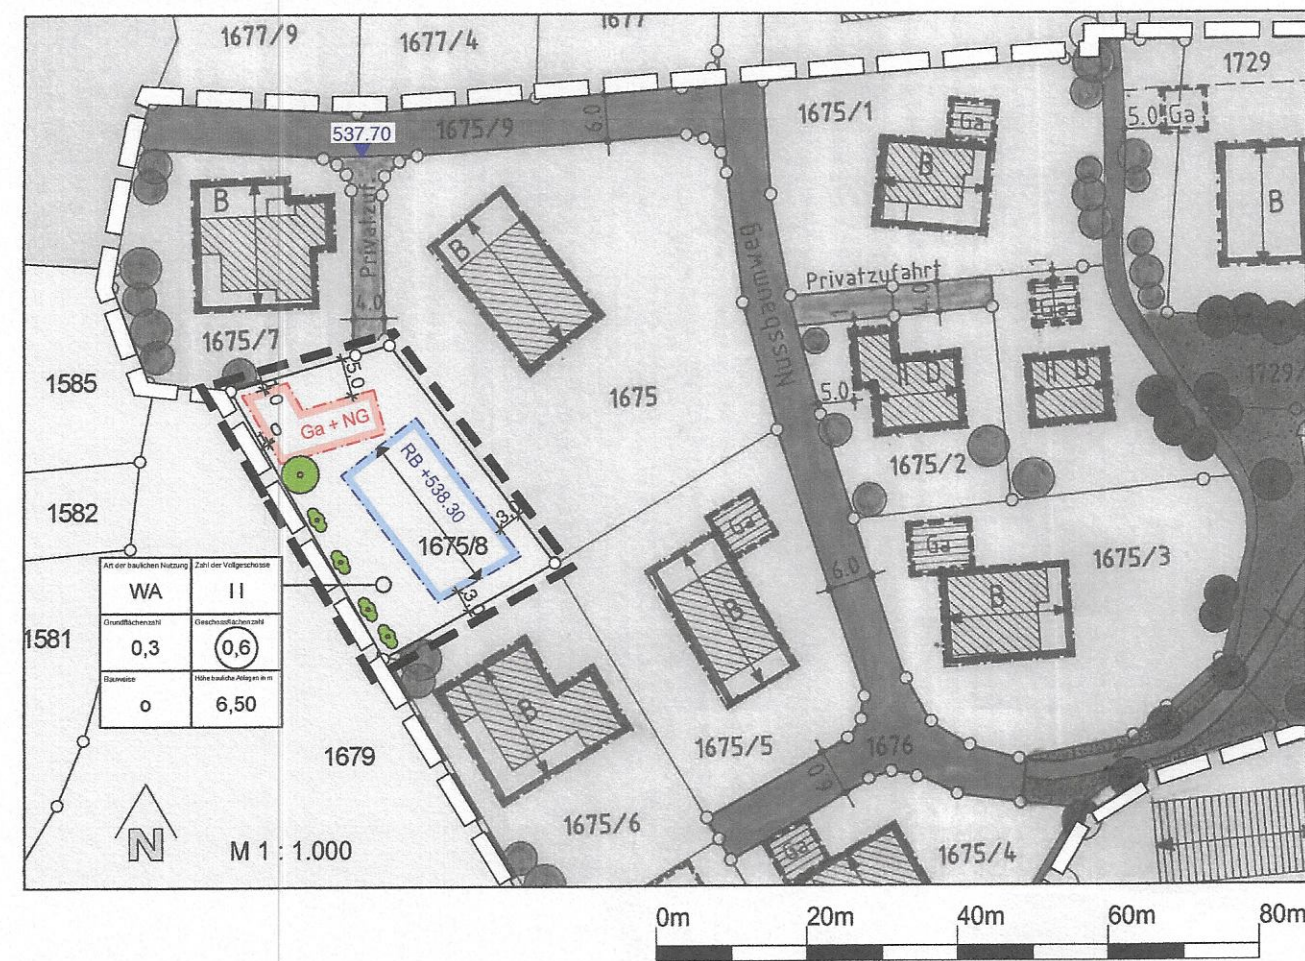 1677/9
1677/4
1677
1729
537.70
1675/9
6.0
1675/1
Ga
5.0
Ga
B
B
B
B
Privatzuf.
4.0
Nussbaumweg
Privatzufahrt
4.0
1
Ga
1675/7
5.0
1
5.0
II D
II D
1585
1675
1729/
Ga + NG
RB +538.30
1675/2
1582
3.0
1675/8
Ga
Ga
1675/3
6.0
Art der baulichen Nutzung
Zahl der Vollgeschosse
WA
II
Grundflächenzahl
Geschossflächenzahl
0,3
0,6
Bauweise
Höhe bauliche Anlagen in m
o
6,50
3.0
B
B
1581
B
1679
1675/5
1676
6.0
1675/6
Ga
1675/4
N
M 1 : 1.000
0m
20m
40m
60m
80m